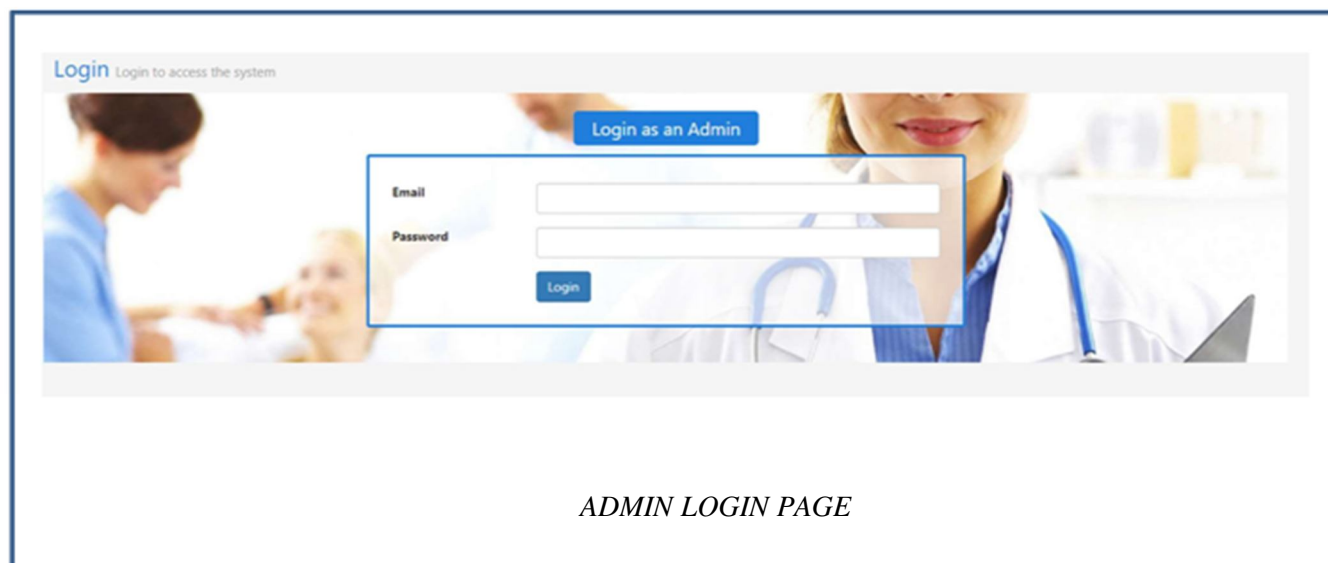 Login Login to access the system
Login as an Admin
Email
Password
Login
ADMIN LOGIN PAGE